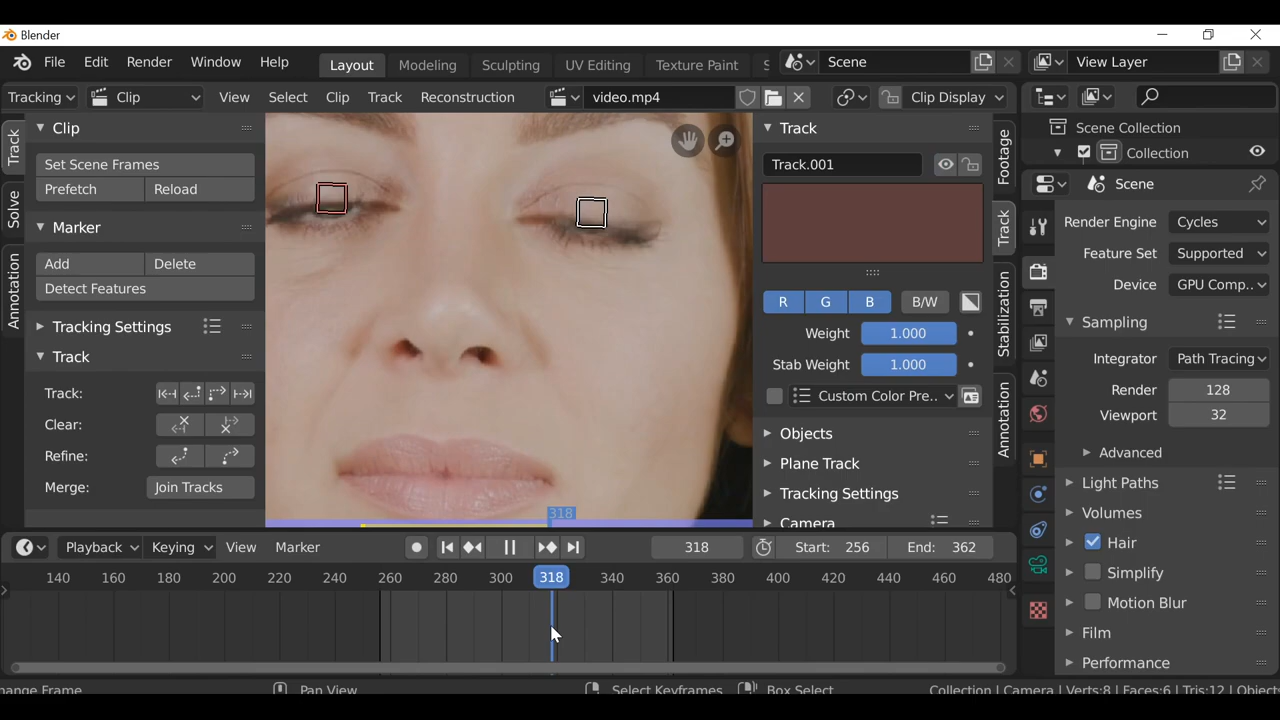 Blender
File Edit Render Window Help Layout Modeling Sculpting UV Editing Texture Paint S Scene View Layer
Tracking Clip View Select Clip Track Reconstruction video.mp4 Clip Display
Track
Solve
Annotation
Clip
Set Scene Frames
Prefetch Reload
Marker
Add Delete
Detect Features
Tracking Settings
Track
Track:
Clear:
Refine:
Merge: Join Tracks
318
Track
Track.001
R G B B/W
Weight 1.000
Stab Weight 1.000
Custom Color Pre..
Objects
Plane Track
Tracking Settings
Camera
Footage
Track
Stabilization
Annotation
Scene Collection
Collection
Scene
Render Engine Cycles
Feature Set Supported
Device GPU Comp..
Sampling
Integrator Path Tracing
Render 128
Viewport 32
Advanced
Light Paths
Volumes
Hair
Simplify
Motion Blur
Film
Performance
Playback Keying View Marker 318 Start: 256 End: 362
140 160 180 200 220 240 260 280 300 318 340 360 380 400 420 440 460 480
hange Frame Pan View Select Keyframes Box Select Collection | Camera | Verts:8 | Faces:6 | Tris:12 | Objects